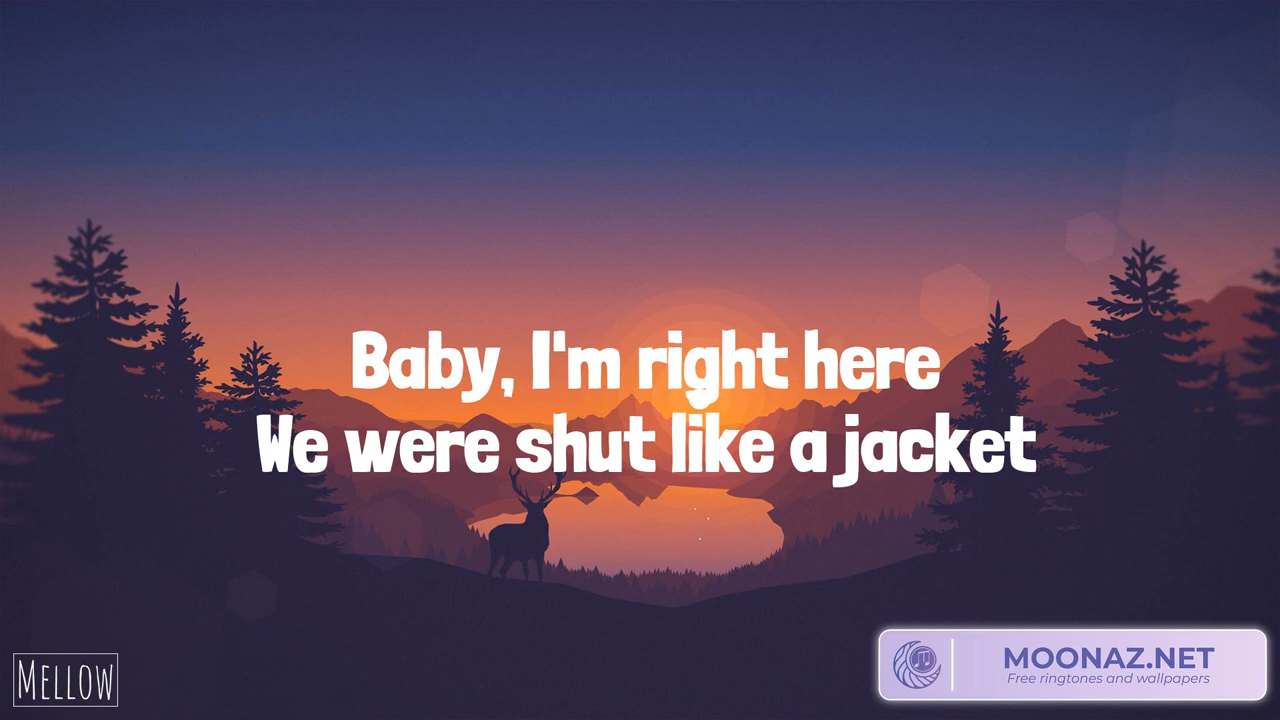 Baby, I'm right here
We were shut like a jacket
MELLOW
MOONAZ.NET
Free ringtones and wallpapers